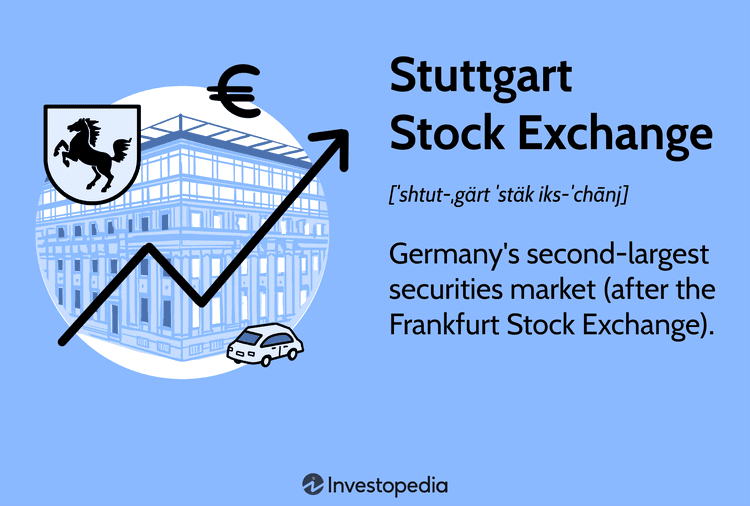 €
Stuttgart
Stock Exchange
[ˈshtut-ˌgärt ˈstäk iks-ˈchānj]
Germany's second-largest
securities market (after the
Frankfurt Stock Exchange).
Investopedia